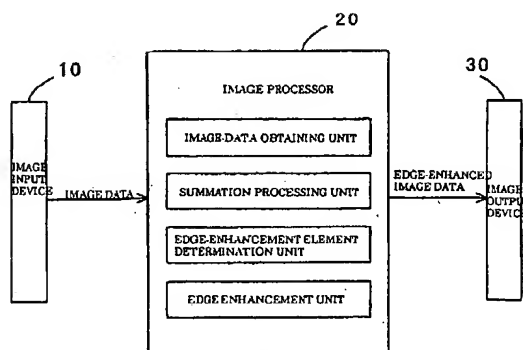 20
10
30
IMAGE PROCESSOR
IMAGE-DATA OBTAINING UNIT
IMAGE
INPUT
DEVICE
IMAGE DATA
SUMMATION PROCESSING UNIT
EDGE-ENHANCED
IMAGE DATA
IMAGE
OUTPUT
DEVICE
EDGE-ENHANCEMENT ELEMENT
DETERMINATION UNIT
EDGE ENHANCEMENT UNIT